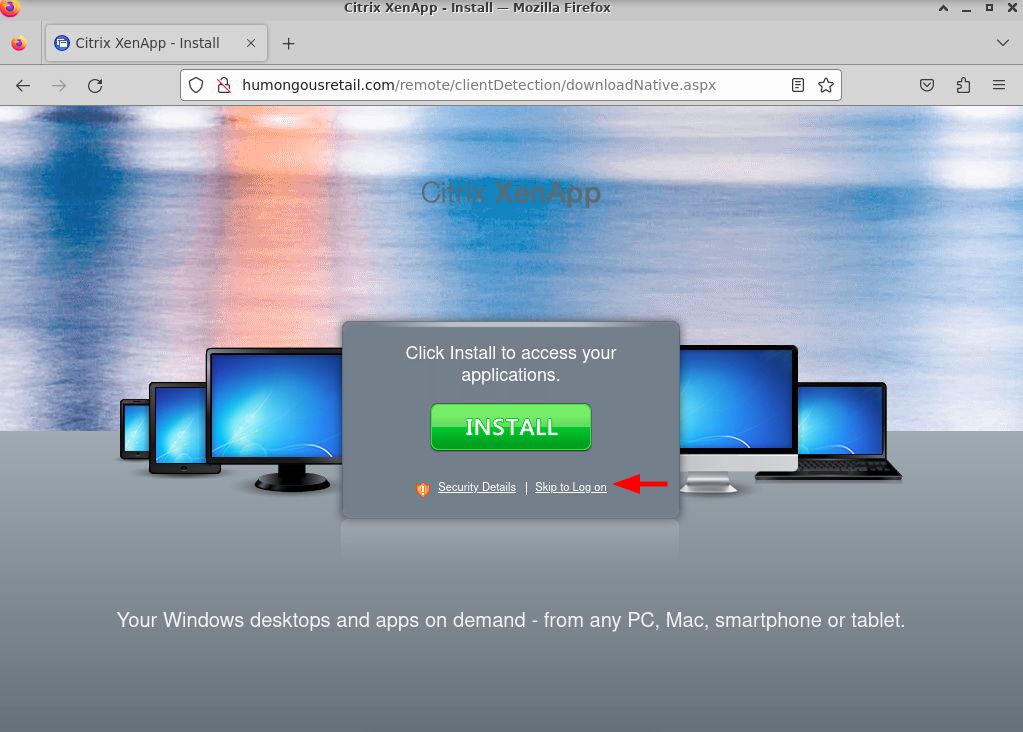 Citrix XenApp - Install — Mozilla Firefox
Citrix XenApp - Install
humongousretail.com/remote/clientDetection/downloadNative.aspx
Citrix XenApp
Click Install to access your
applications.
INSTALL
Security Details | Skip to Log on
Your Windows desktops and apps on demand - from any PC, Mac, smartphone or tablet.